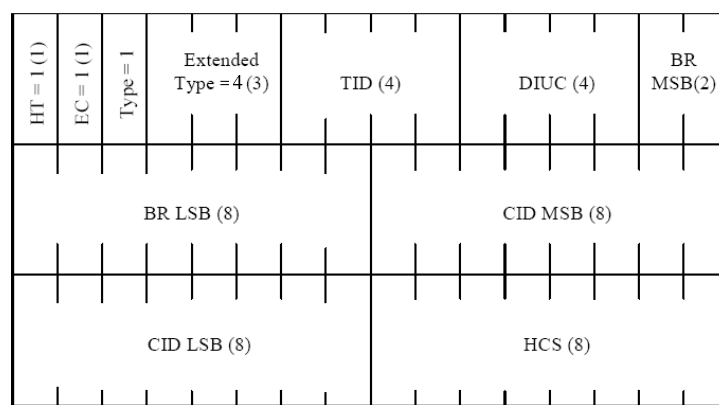 HT = 1 (1)
EC = 1 (1)
Type = 1
Extended
Type = 4 (3)
TID (4)
DIUC (4)
BR
MSB(2)
BR LSB (8)
CID MSB (8)
CID LSB (8)
HCS (8)